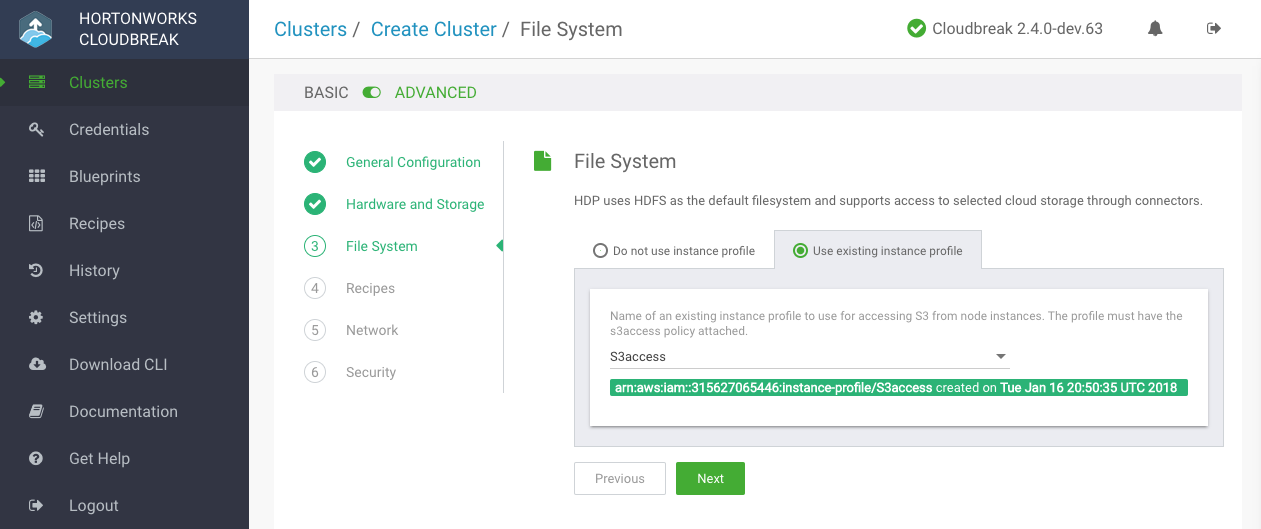 HORTONWORKS
CLOUDBREAK
Clusters
Credentials
Blueprints
Recipes
History
Settings
Download CLI
Documentation
Get Help
Logout
Clusters / Create Cluster / File System
Cloudbreak 2.4.0-dev.63
BASIC ADVANCED
General Configuration
Hardware and Storage
3 File System
4 Recipes
5 Network
6 Security
File System
HDP uses HDFS as the default filesystem and supports access to selected cloud storage through connectors.
Do not use instance profile
Use existing instance profile
Name of an existing instance profile to use for accessing S3 from node instances. The profile must have the
s3access policy attached.
S3access
arn:aws:iam::315627065446:instance-profile/S3access created on Tue Jan 16 20:50:35 UTC 2018
Previous
Next